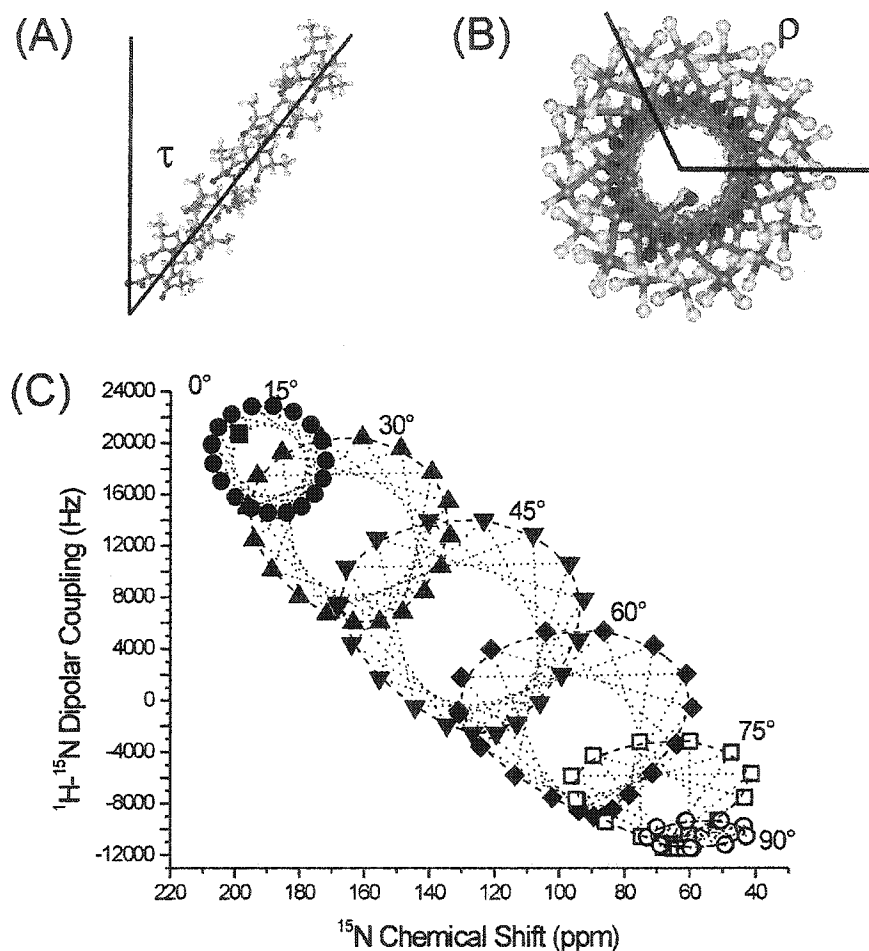 (A)
τ
(B)
ρ
(C)
0°
15°
30°
45°
60°
75°
90°
24000
20000
16000
12000
8000
4000
0
-4000
-8000
-12000
¹H-¹⁵N Dipolar Coupling (Hz)
220 200 180 160 140 120 100 80 60 40
¹⁵N Chemical Shift (ppm)